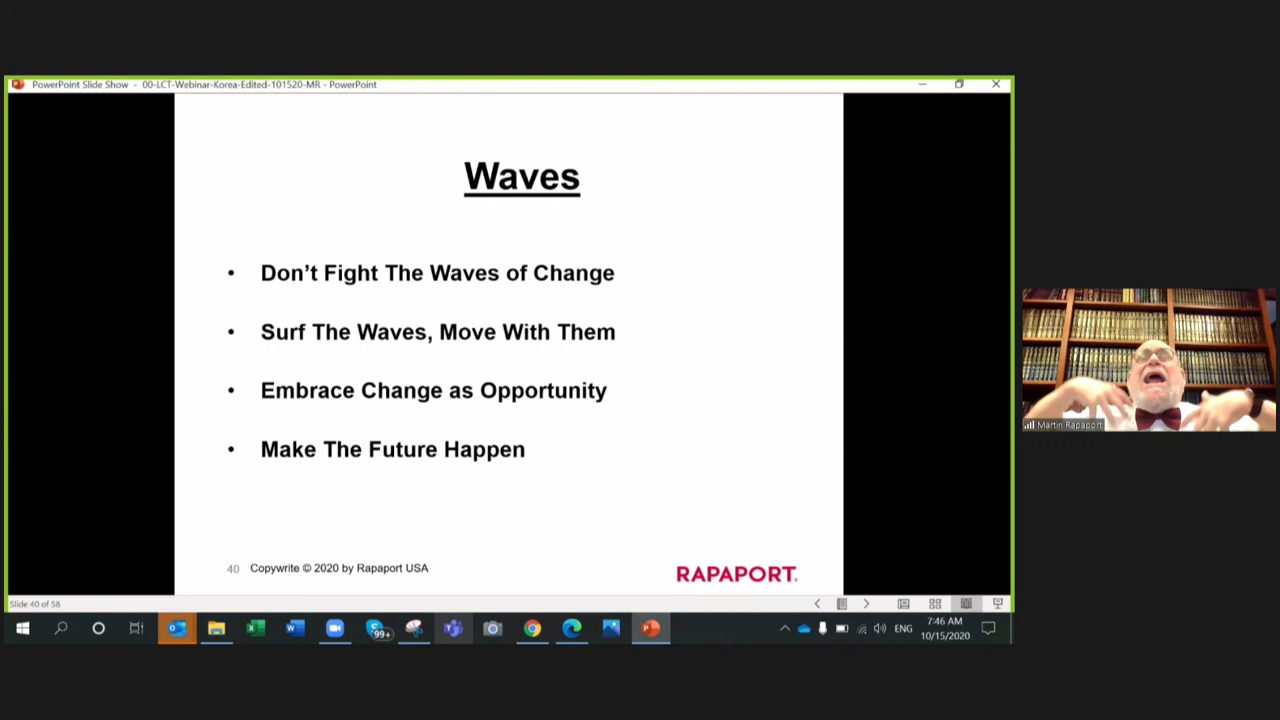 PowerPoint Slide Show - 00-LCT-Webinar-Korea-Edited-101520-MR - PowerPoint
Waves
• Don't Fight The Waves of Change
• Surf The Waves, Move With Them
• Embrace Change as Opportunity
• Make The Future Happen
40 Copywrite © 2020 by Rapaport USA
RAPAPORT.
Martin Rapaport
Slide 40 of 58
99+
ENG
7:46 AM
10/15/2020